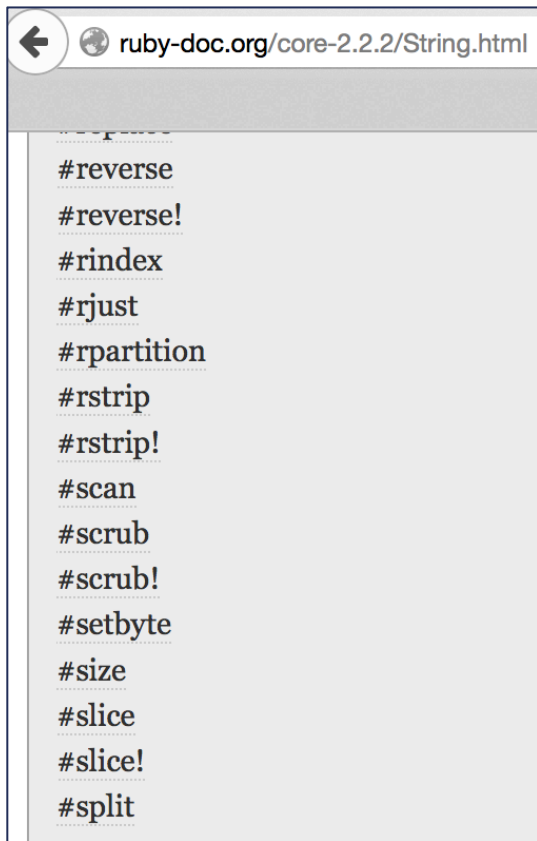 ruby-doc.org/core-2.2.2/String.html
#reverse
#reverse!
#rindex
#rjust
#rpartition
#rstrip
#rstrip!
#scan
#scrub
#scrub!
#setbyte
#size
#slice
#slice!
#split